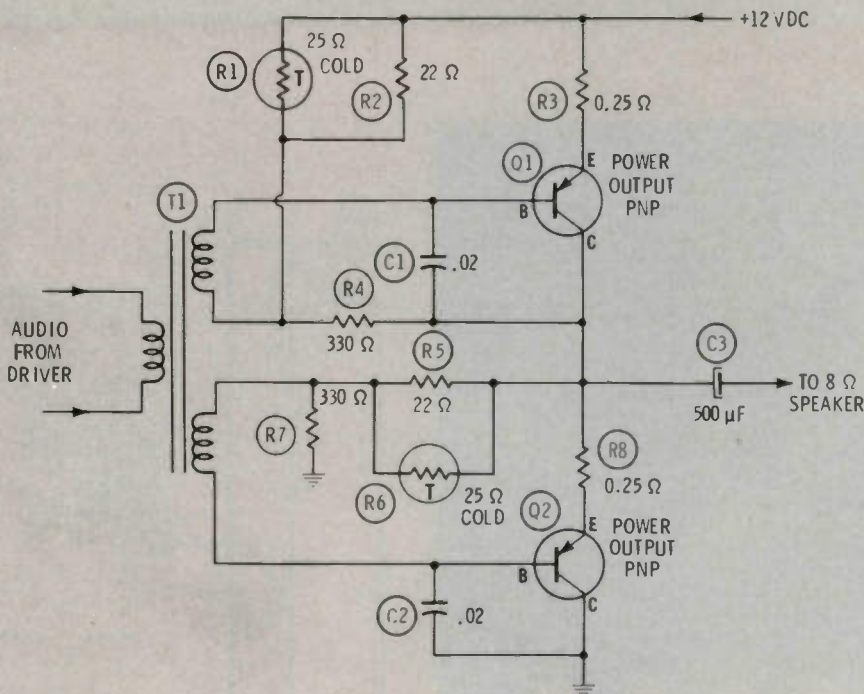 +12 VDC
R1
25 Ω
COLD
T
R2
22 Ω
R3
0.25 Ω
Q1
E
POWER
OUTPUT
PNP
B
C
T1
C1
.02
R4
330 Ω
AUDIO
FROM
DRIVER
R5
22 Ω
C3
500 µF
TO 8 Ω
SPEAKER
R7
330 Ω
R6
T
25 Ω
COLD
R8
0.25 Ω
Q2
E
POWER
OUTPUT
PNP
B
C
C2
.02